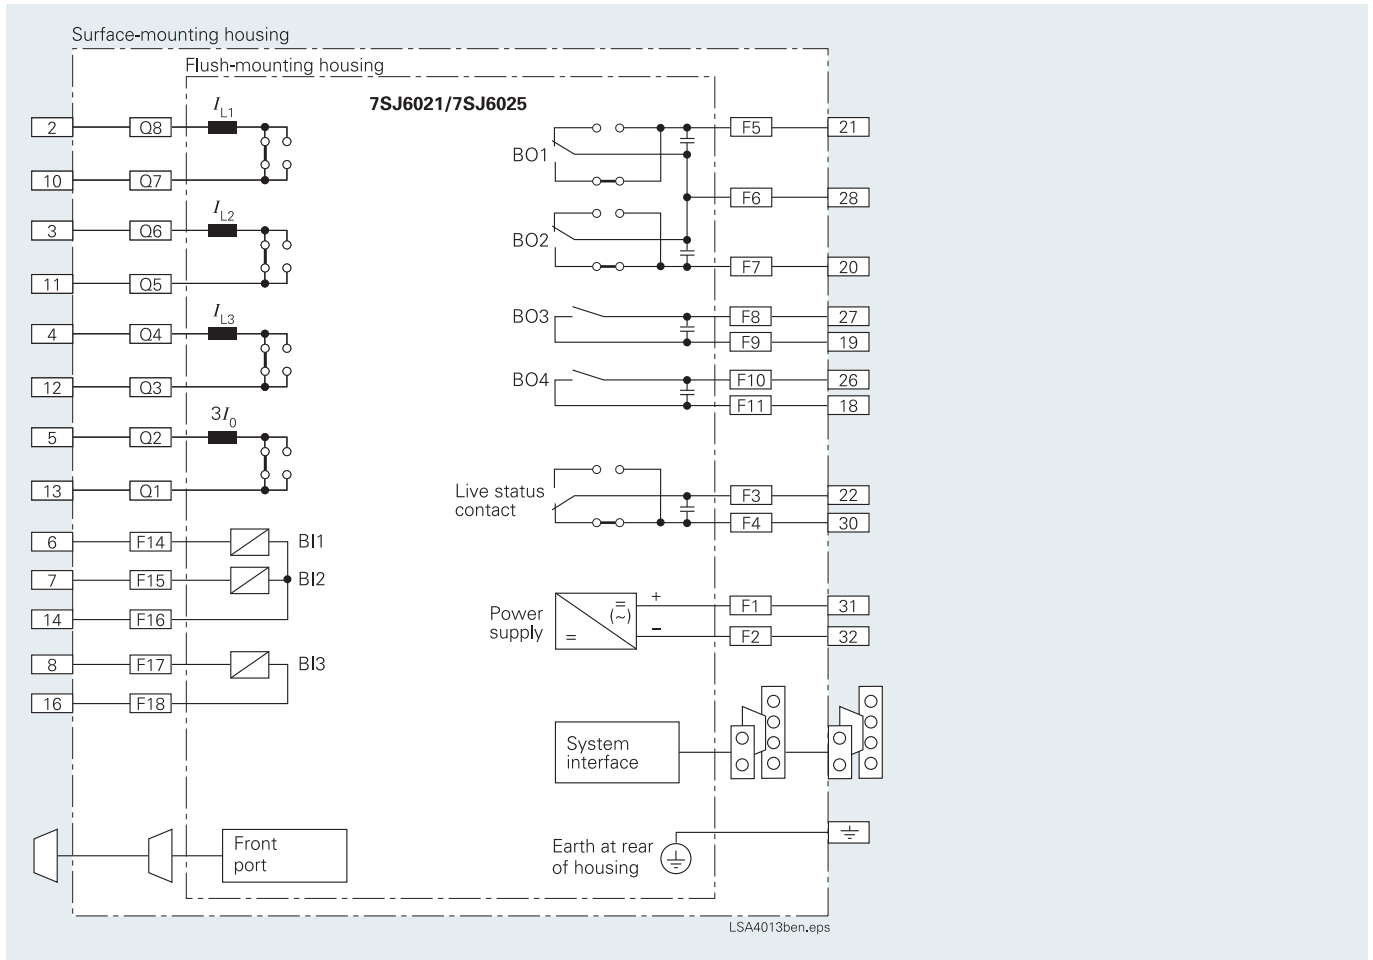 Surface-mounting housing
Flush-mounting housing
7SJ6021/7SJ6025
2 Q8 I L1
10 Q7
3 Q6 I L2
11 Q5
4 Q4 I L3
12 Q3
5 Q2 3I0
13 Q1
6 F14 BI1
7 F15 BI2
14 F16
8 F17 BI3
16 F18
Front
port
BO1 F5 21
F6 28
BO2
F7 20
BO3 F8 27
F9 19
BO4 F10 26
F11 18
Live status
contact
F3 22
F4 30
Power
supply
= (~) =
+ F1 31
– F2 32
System
interface
Earth at rear
of housing
LSA4013ben.eps